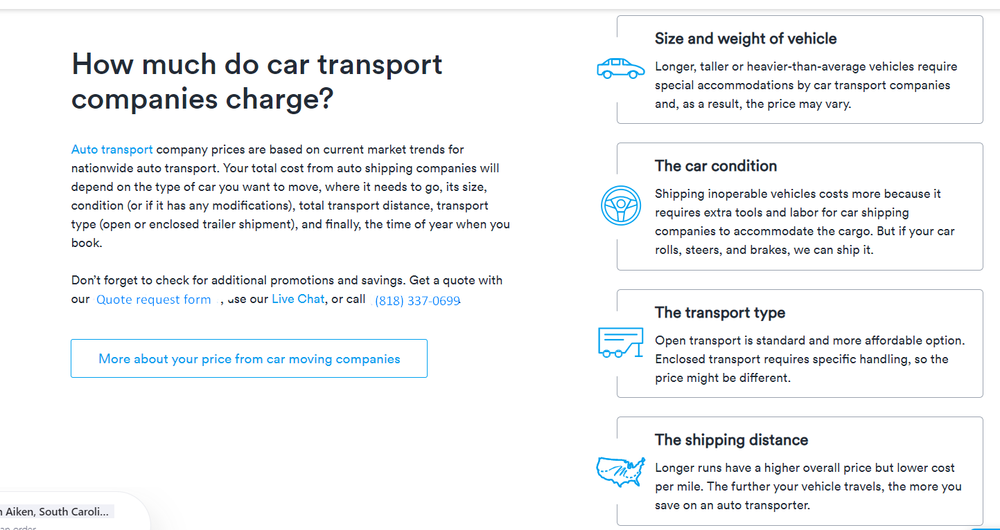 How much do car transport
companies charge?
Auto transport company prices are based on current market trends for
nationwide auto transport. Your total cost from auto shipping companies will
depend on the type of car you want to move, where it needs to go, its size,
condition (or if it has any modifications), total transport distance, transport
type (open or enclosed trailer shipment), and finally, the time of year when you
book.
Don’t forget to check for additional promotions and savings. Get a quote with
our Quote request form , use our Live Chat, or call (818) 337-0699.
More about your price from car moving companies
Size and weight of vehicle
Longer, taller or heavier-than-average vehicles require
special accommodations by car transport companies
and, as a result, the price may vary.
The car condition
Shipping inoperable vehicles costs more because it
requires extra tools and labor for car shipping
companies to accommodate the cargo. But if your car
rolls, steers, and brakes, we can ship it.
The transport type
Open transport is standard and more affordable option.
Enclosed transport requires specific handling, so the
price might be different.
The shipping distance
Longer runs have a higher overall price but lower cost
per mile. The further your vehicle travels, the more you
save on an auto transporter.
Aiken, South Caroli...
an order